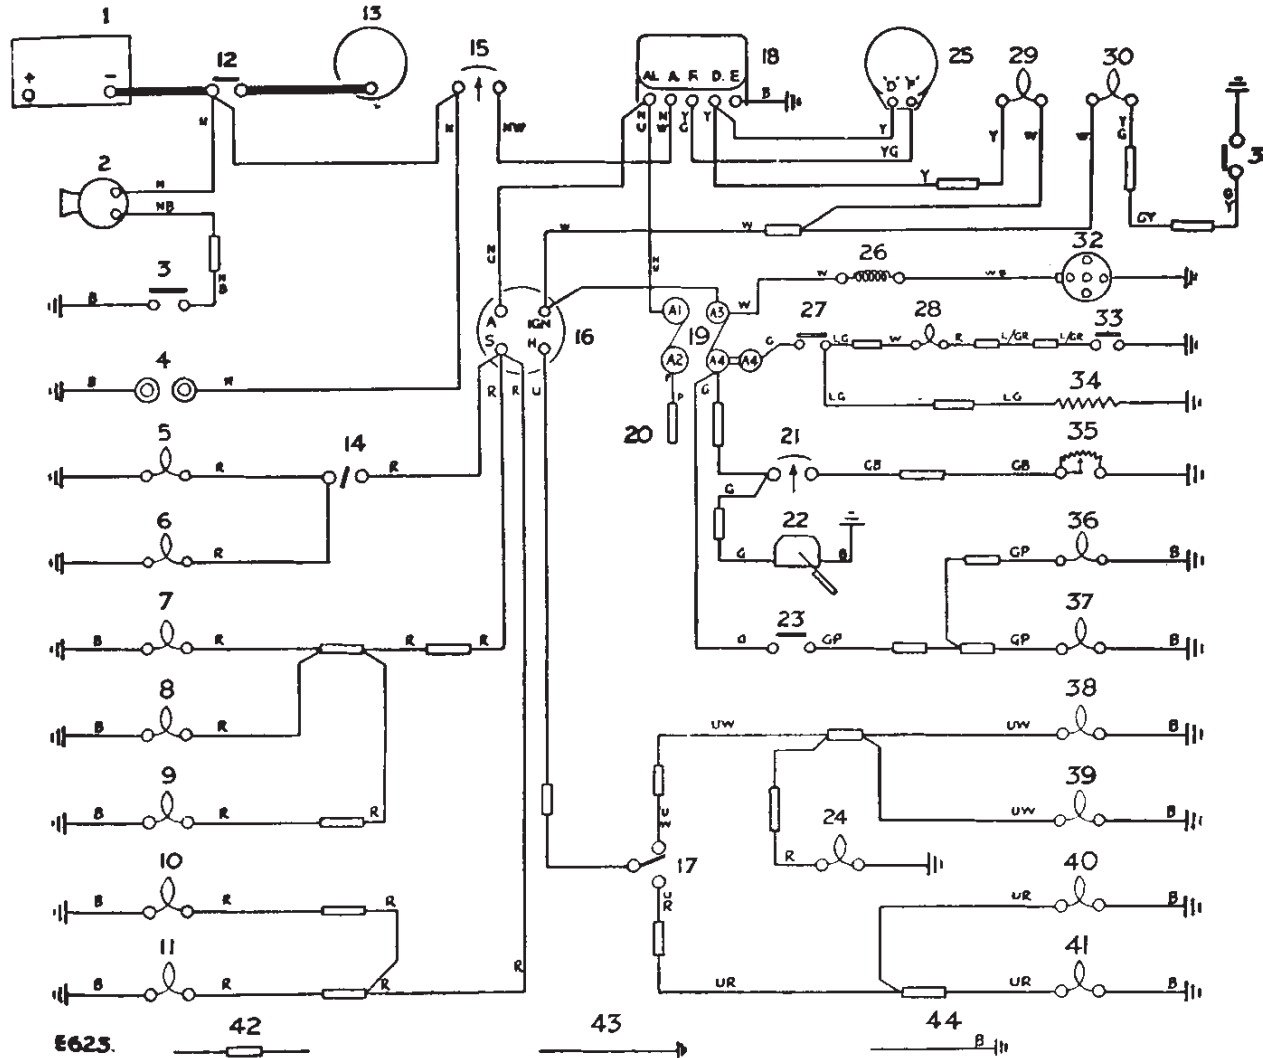 1
13
12
15
18
25
29
30
+
-
AL A. F. D. E
"D" "F"
N
N
NW
N
U
N
W
Y
G
Y
B
Y
YG
Y
W
W
Y
G
2
N
NB
N
B
Y
GY
G
Y
3
B
W
W
N
U
N
U
26
W
WB
32
A
IGN
S
H
16
A1
A3
19
A2
A4
A4
W
G
27
LG
W
28
R
L/GR
L/GR
33
4
B
N
R
R
U
P
20
G
LG
LG
34
5
R
14
R
21
GB
GB
35
6
R
G
22
G
B
36
GP
B
7
B
R
R
R
23
G
GP
37
GP
B
8
B
R
38
UW
UW
B
9
B
R
R
39
UW
B
U
W
24
R
17
10
B
R
R
U
R
40
UR
B
11
B
R
R
R
UR
41
UR
B
E623.
42
43
44
B